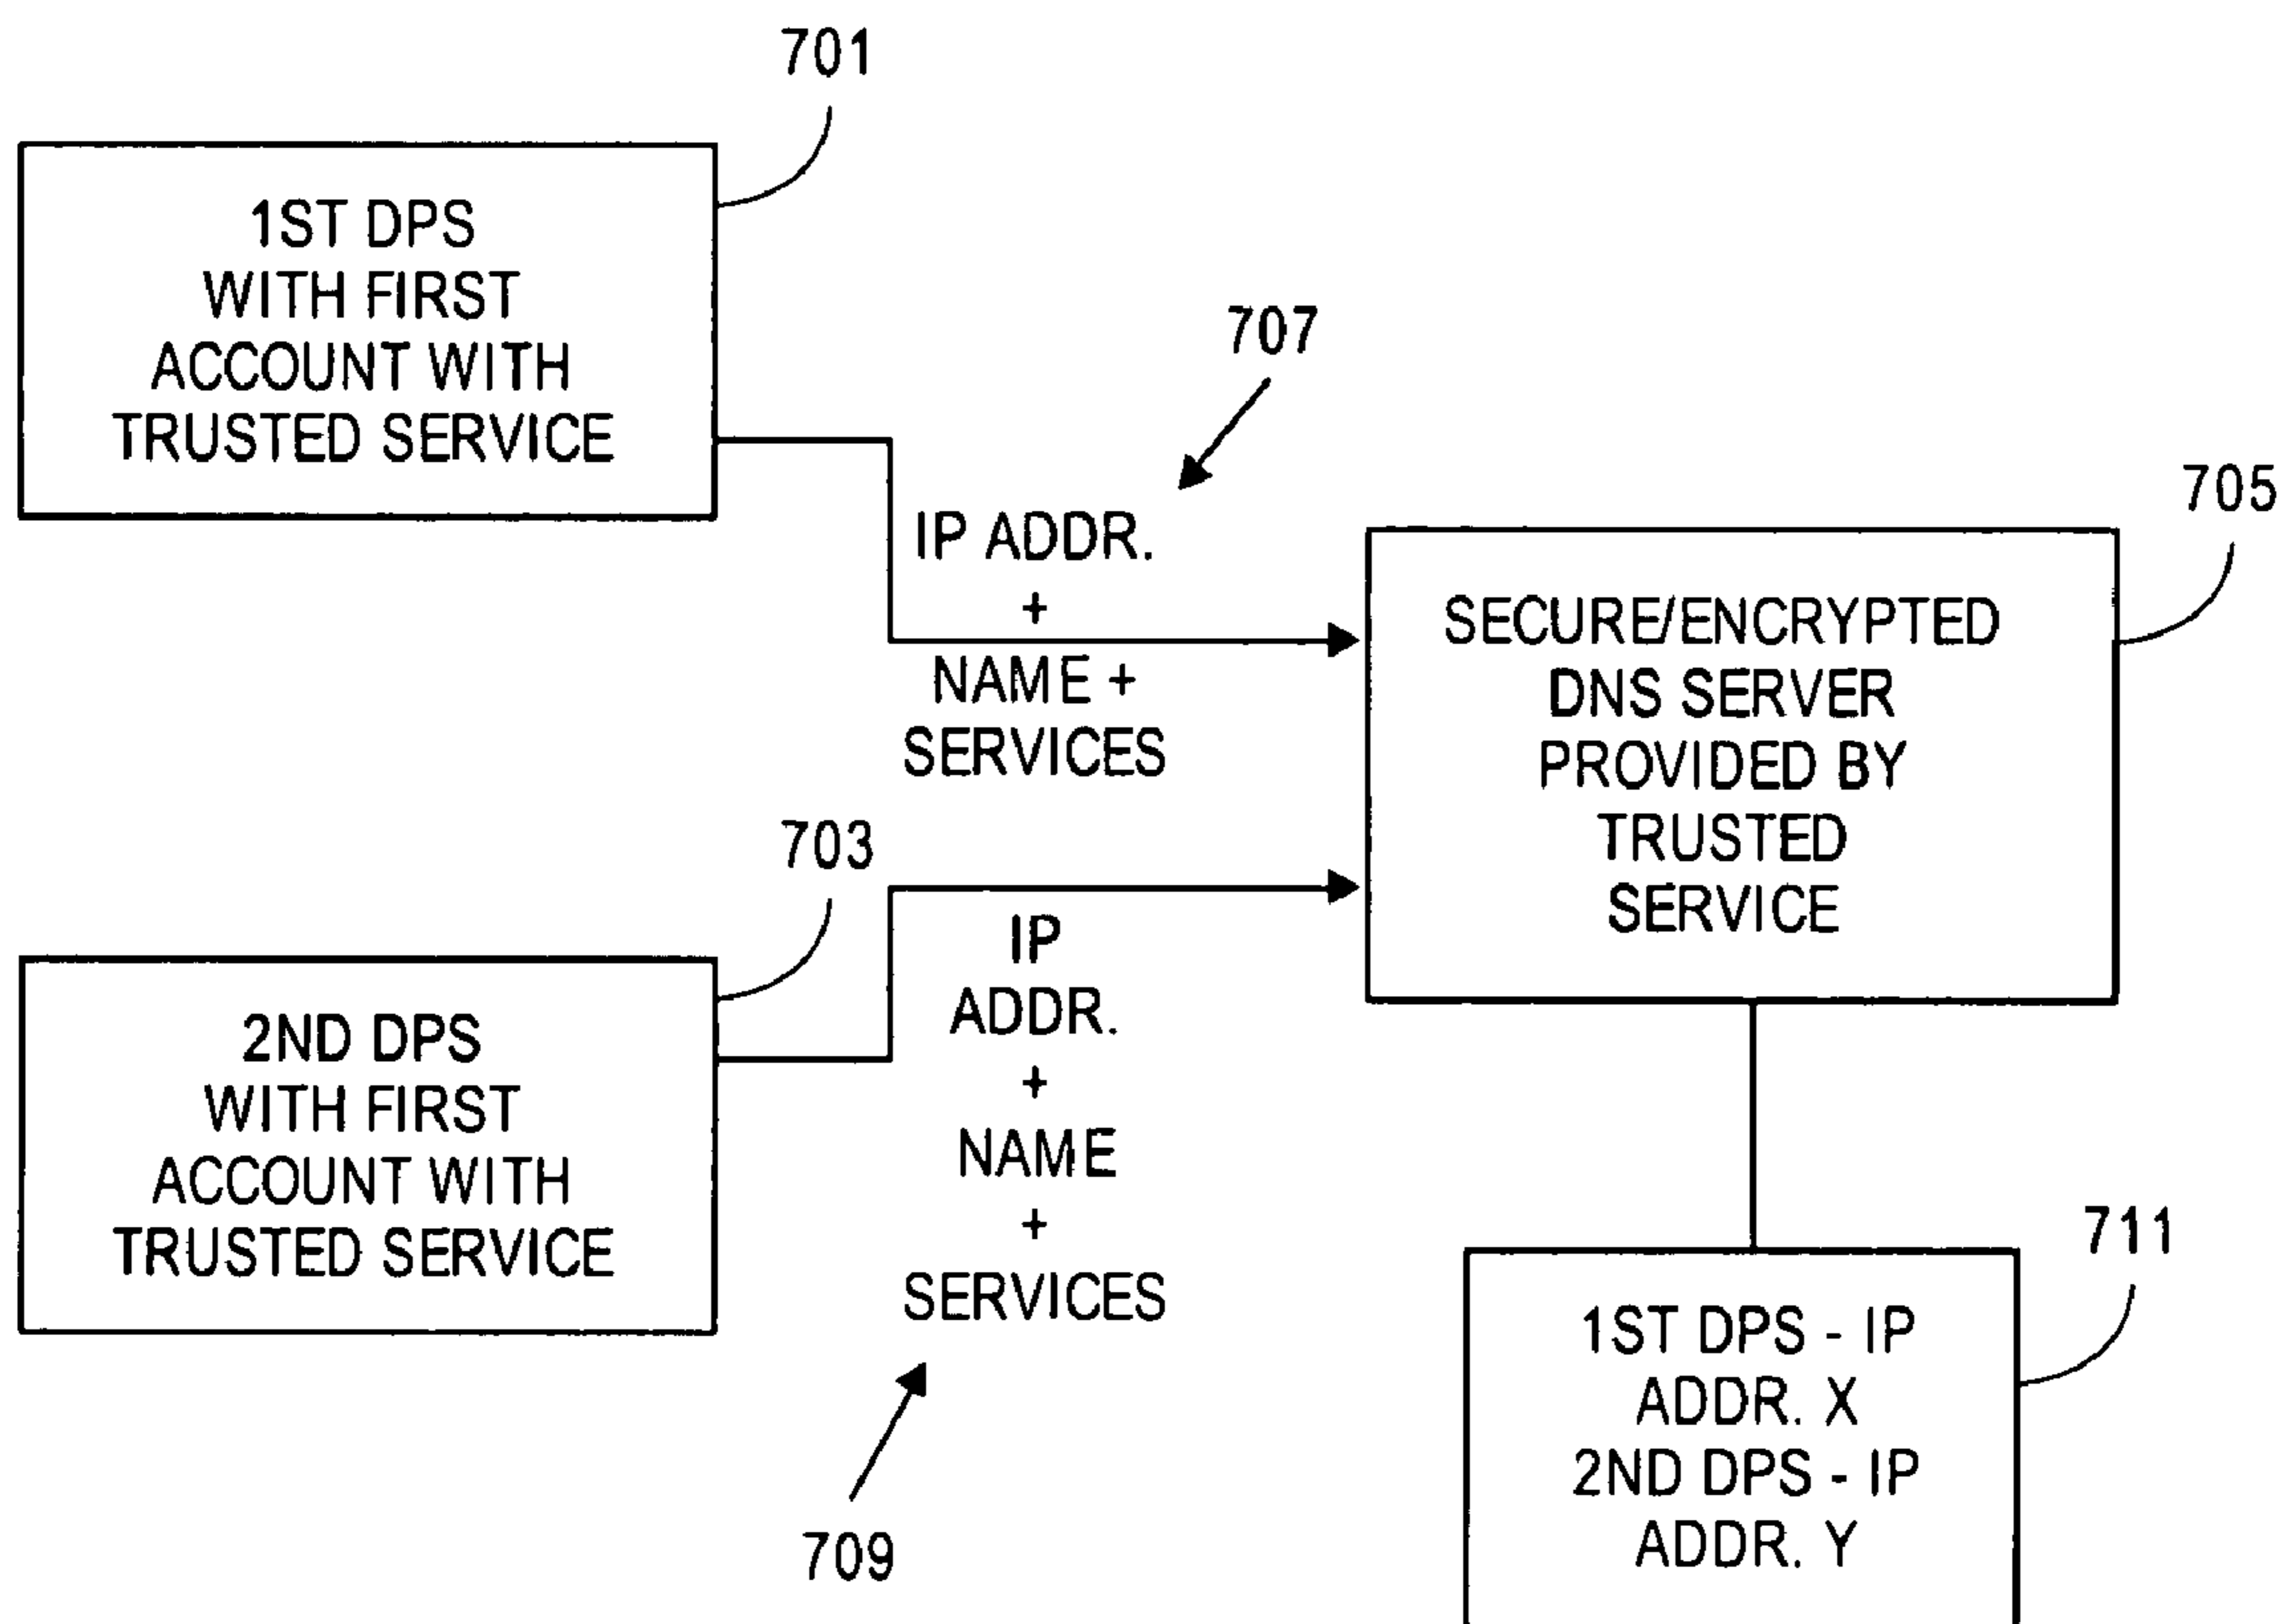 701
1ST DPS
WITH FIRST
ACCOUNT WITH
TRUSTED SERVICE
707
IP ADDR.
+
NAME +
SERVICES
705
SECURE/ENCRYPTED
DNS SERVER
PROVIDED BY
TRUSTED
SERVICE
703
2ND DPS
WITH FIRST
ACCOUNT WITH
TRUSTED SERVICE
IP
ADDR.
+
NAME
+
SERVICES
709
711
1ST DPS - IP
ADDR. X
2ND DPS - IP
ADDR. Y